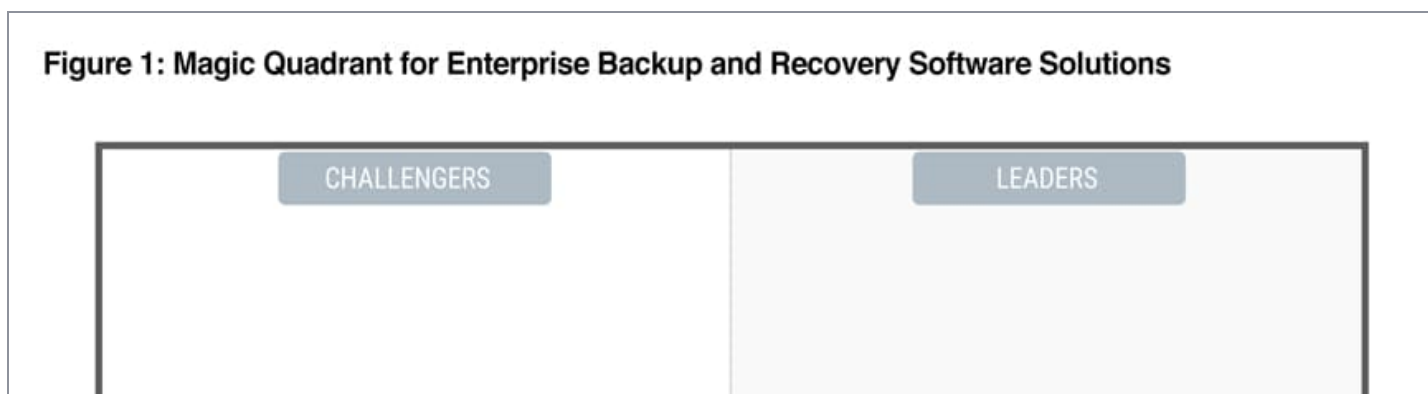 Figure 1: Magic Quadrant for Enterprise Backup and Recovery Software Solutions
CHALLENGERS
LEADERS